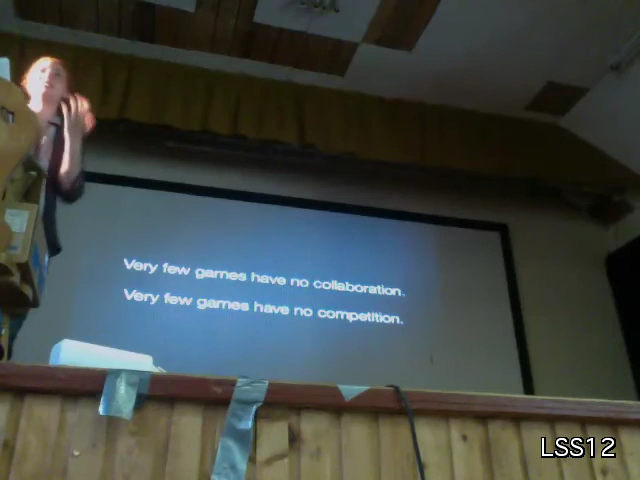 Very few games have no collaboration.
Very few games have no competition.
LSS12